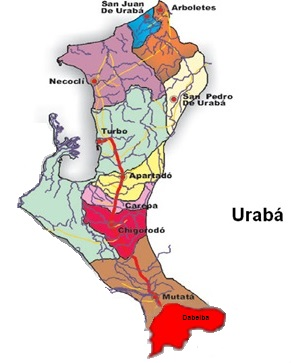 San Juan
De Urabá
Arboletes
Necoclí
San Pedro
De Urabá
Turbo
Apartadó
Carepa
Urabá
Chigorodó
Mutatá
Dabeiba